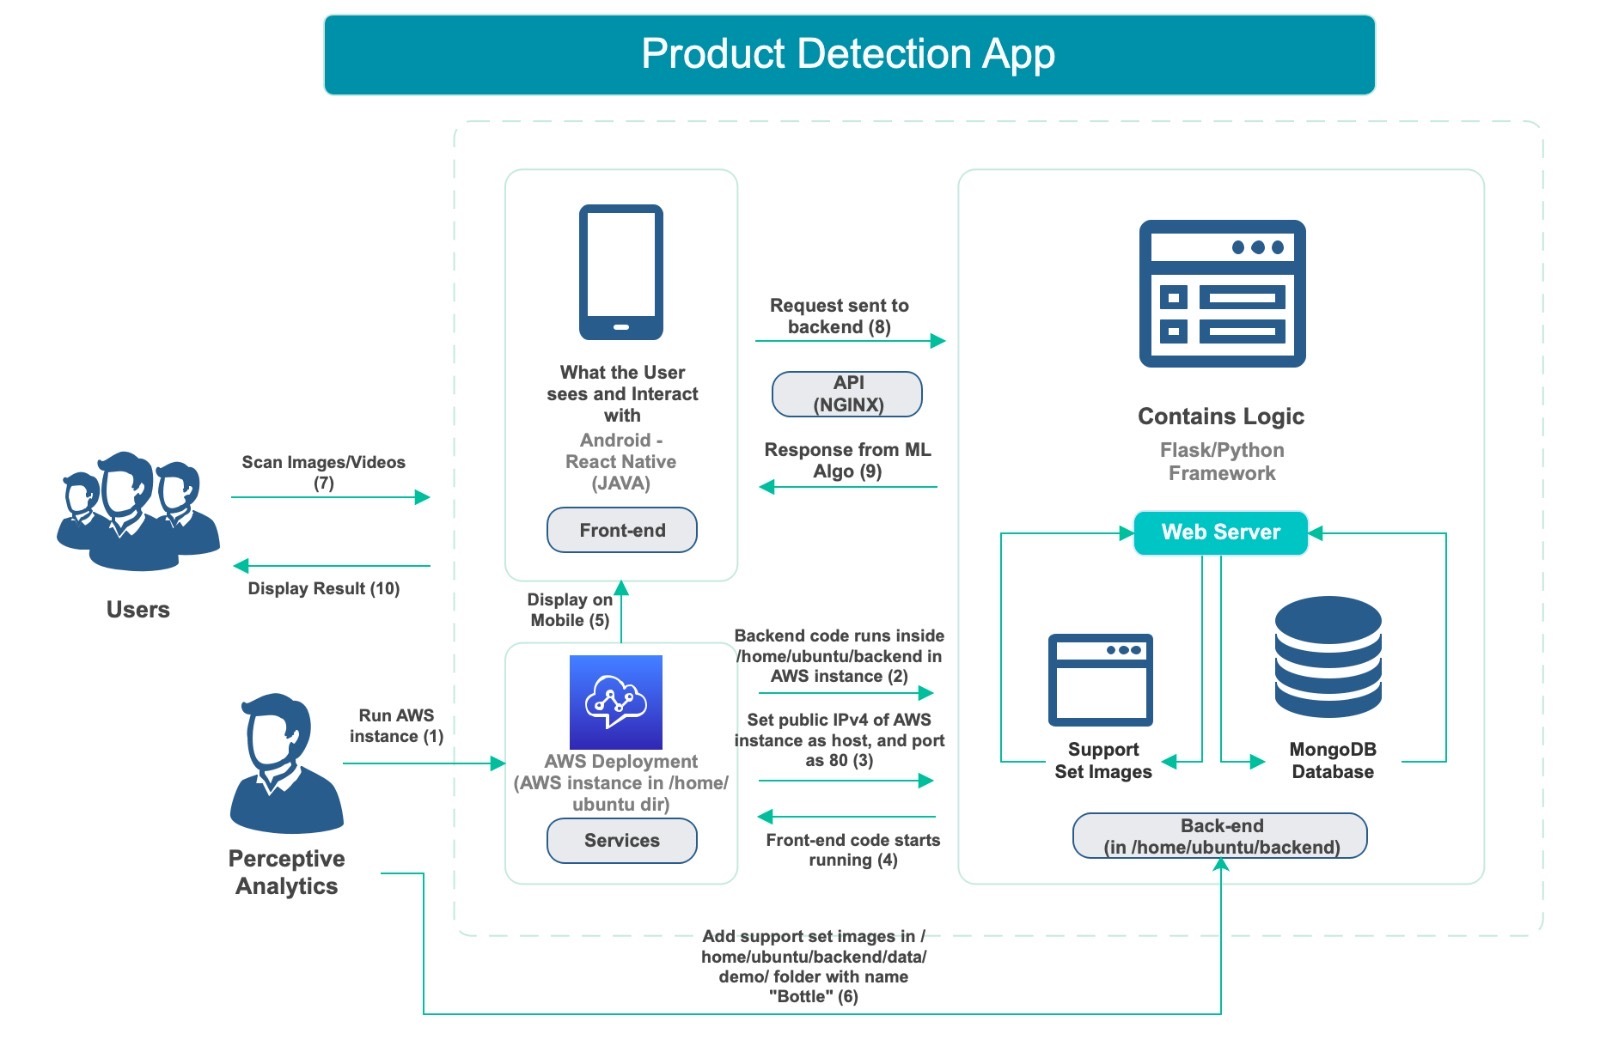 Product Detection App
What the User
sees and Interact
with
Android -
React Native
(JAVA)
Front-end
Request sent to
backend (8)
API
(NGINX)
Response from ML
Algo (9)
Contains Logic
Flask/Python
Framework
Web Server
Support
Set Images
MongoDB
Database
Back-end
(in /home/ubuntu/backend)
Scan Images/Videos
(7)
Display Result (10)
Users
Display on
Mobile (5)
Backend code runs inside
/home/ubuntu/backend in
AWS instance (2)
Set public IPv4 of AWS
instance as host, and port
as 80 (3)
Front-end code starts
running (4)
Run AWS
instance (1)
AWS Deployment
(AWS instance in /home/
ubuntu dir)
Services
Perceptive
Analytics
Add support set images in /
home/ubuntu/backend/data/
demo/ folder with name
"Bottle" (6)